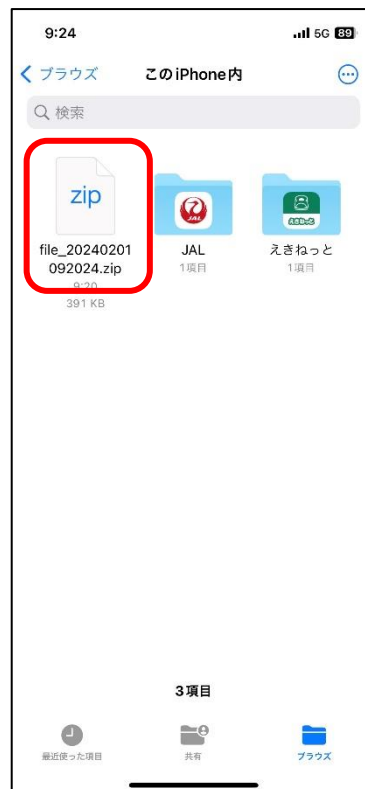 9:24
5G 89
ブラウズ
このiPhone内
検索
zip
file_20240201
092024.zip
9:20
391 KB
JAL
1項目
えきねっと
えきねっと
1項目
3項目
最近使った項目
共有
ブラウズ